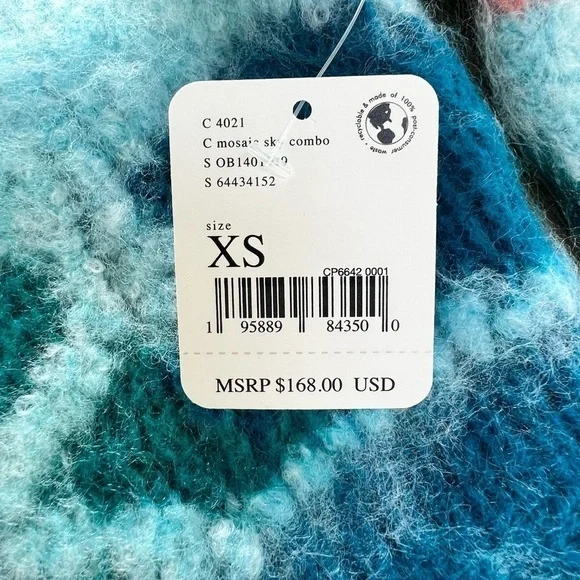 C 4021
C mosaic sky combo
S 64434152
recyclable & made of 100% post-consumer waste
size
XS
CP6642 0001
1 95889 84350 0
MSRP $168.00 USD